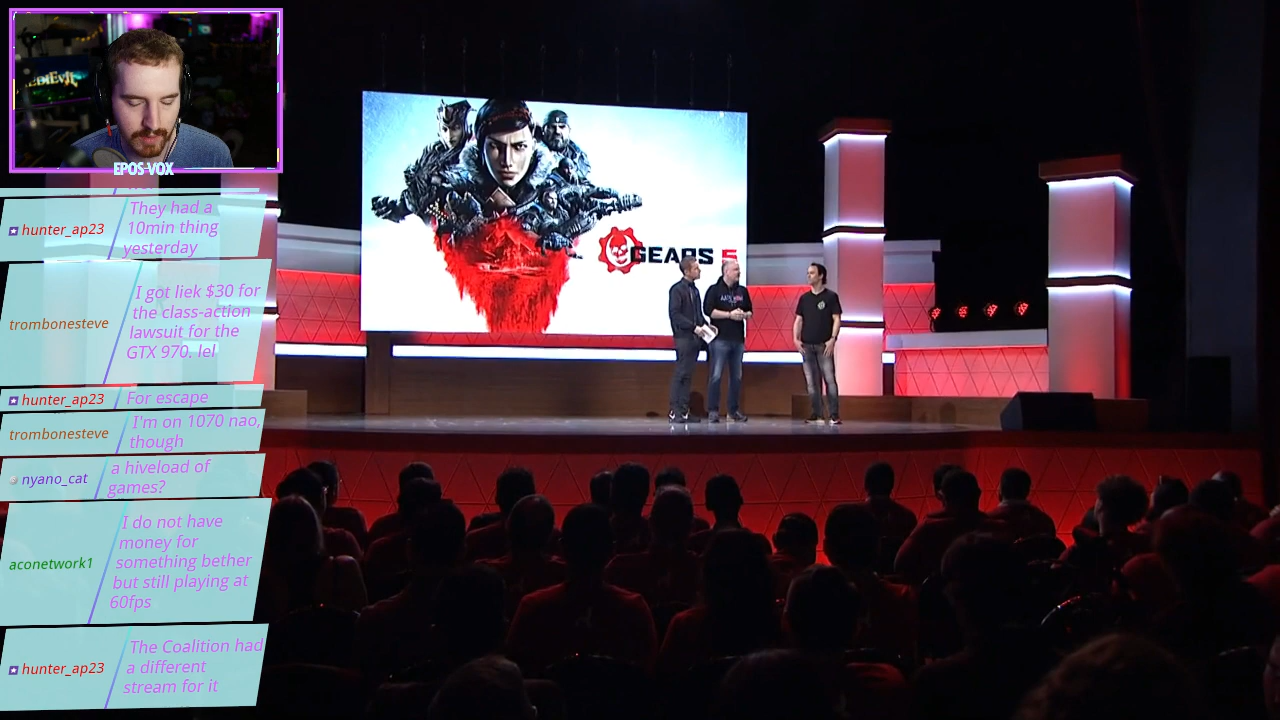 EPOS-VOX
hunter_ap23
They had a
10min thing
yesterday
trombonesteve
I got liek $30 for
the class-action
lawsuit for the
GTX 970. lel
hunter_ap23
For escape
trombonesteve
I'm on 1070 nao,
though
nyano_cat
a hiveload of
games?
aconetwork1
I do not have
money for
something bether
but still playing at
60fps
hunter_ap23
The Coalition had
a different
stream for it
GEARS 5